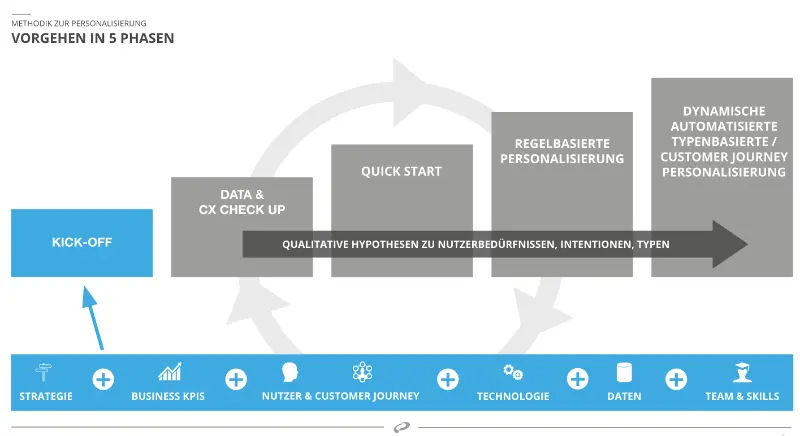 METHODIK ZUR PERSONALISIERUNG
VORGEHEN IN 5 PHASEN
KICK-OFF
DATA &
CX CHECK UP
QUICK START
REGELBASIERTE
PERSONALISIERUNG
DYNAMISCHE
AUTOMATISIERTE
TYPENBASIERTE /
CUSTOMER JOURNEY
PERSONALISIERUNG
QUALITATIVE HYPOTHESEN ZU NUTZERBEDÜRFNISSEN, INTENTIONEN, TYPEN
STRATEGIE
BUSINESS KPIS
NUTZER & CUSTOMER JOURNEY
TECHNOLOGIE
DATEN
TEAM & SKILLS